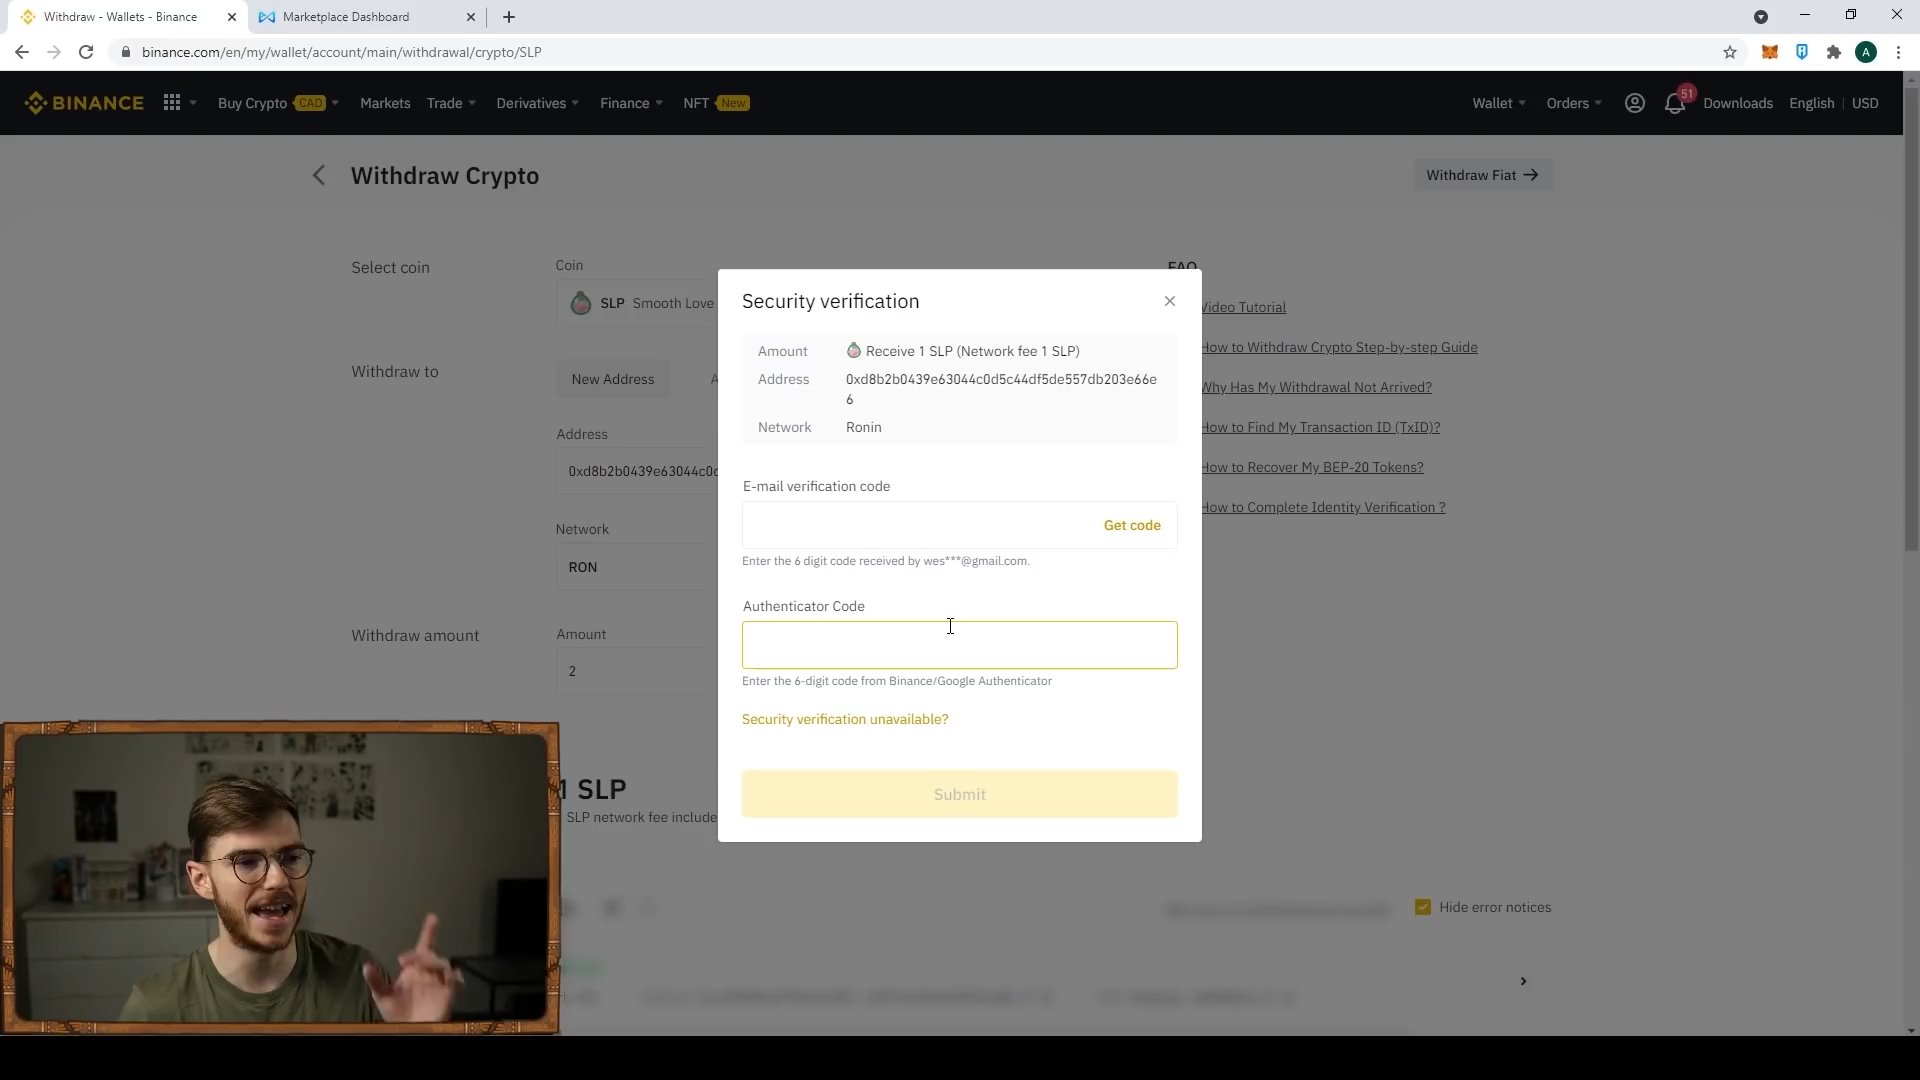 Withdraw - Wallets - Binance
Marketplace Dashboard
binance.com/en/my/wallet/account/main/withdrawal/crypto/SLP
A
BINANCE
Buy Crypto CAD
Markets
Trade
Derivatives
Finance
NFT New
Wallet
Orders
51
Downloads
English
USD
Withdraw Crypto
Withdraw Fiat →
Select coin
Coin
SLP Smooth Love
Withdraw to
New Address
A
Address
0xd8b2b0439e63044c0
Network
RON
Withdraw amount
Amount
2
1 SLP
SLP network fee include
Security verification
Amount
Receive 1 SLP (Network fee 1 SLP)
Address
0xd8b2b0439e63044c0d5c44df5de557db203e66e
6
Network
Ronin
E-mail verification code
Get code
Enter the 6 digit code received by wes***@gmail.com.
Authenticator Code
Enter the 6-digit code from Binance/Google Authenticator
Security verification unavailable?
Submit
FAQ
Video Tutorial
How to Withdraw Crypto Step-by-step Guide
Why Has My Withdrawal Not Arrived?
How to Find My Transaction ID (TxID)?
How to Recover My BEP-20 Tokens?
How to Complete Identity Verification ?
Hide error notices